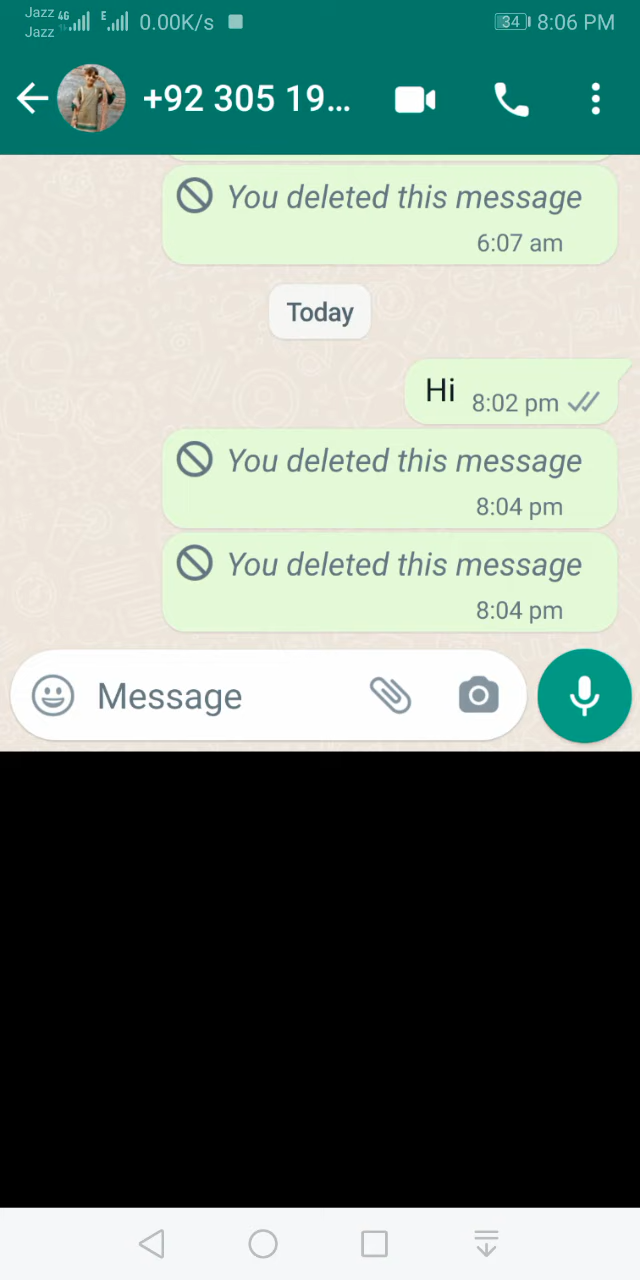 Jazz 4G E 0.00K/s 34 8:06 PM
Jazz
+92 305 19...
You deleted this message
6:07 am
Today
Hi 8:02 pm
You deleted this message
8:04 pm
You deleted this message
8:04 pm
Message